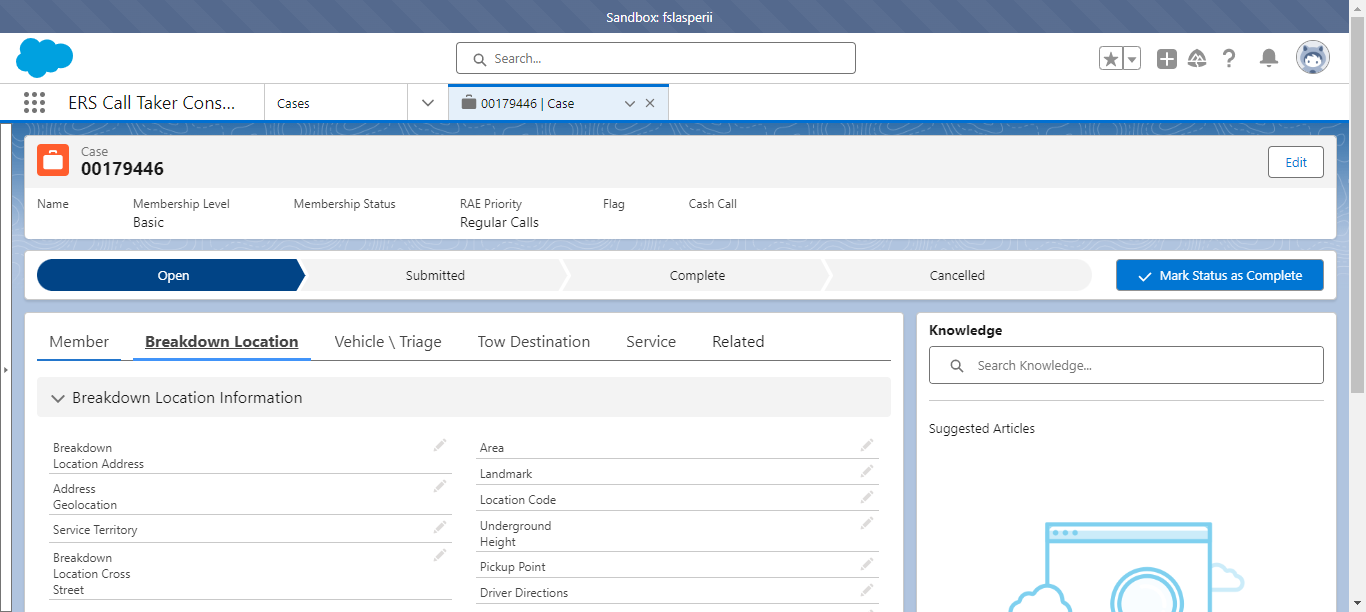 Sandbox: fslasperii
Search...
ERS Call Taker Cons...
Cases
00179446 | Case
Case
00179446
Edit
Name
Membership Level
Basic
Membership Status
RAE Priority
Regular Calls
Flag
Cash Call
Open
Submitted
Complete
Cancelled
Mark Status as Complete
Member
Breakdown Location
Vehicle \ Triage
Tow Destination
Service
Related
Breakdown Location Information
Breakdown
Location Address
Address
Geolocation
Service Territory
Breakdown
Location Cross
Street
Area
Landmark
Location Code
Underground
Height
Pickup Point
Driver Directions
Knowledge
Search Knowledge...
Suggested Articles